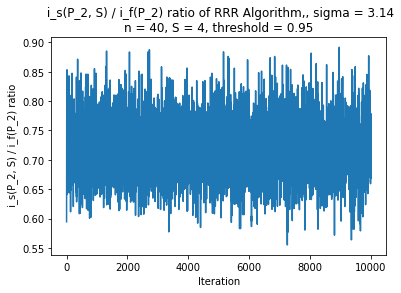 i_s(P_2, S) / i_f(P_2) ratio of RRR Algorithm,, sigma = 3.14
n = 40, S = 4, threshold = 0.95
i_s(P_2, S) / i_f(P_2) ratio
0.90
0.85
0.80
0.75
0.70
0.65
0.60
0.55
0 2000 4000 6000 8000 10000
Iteration